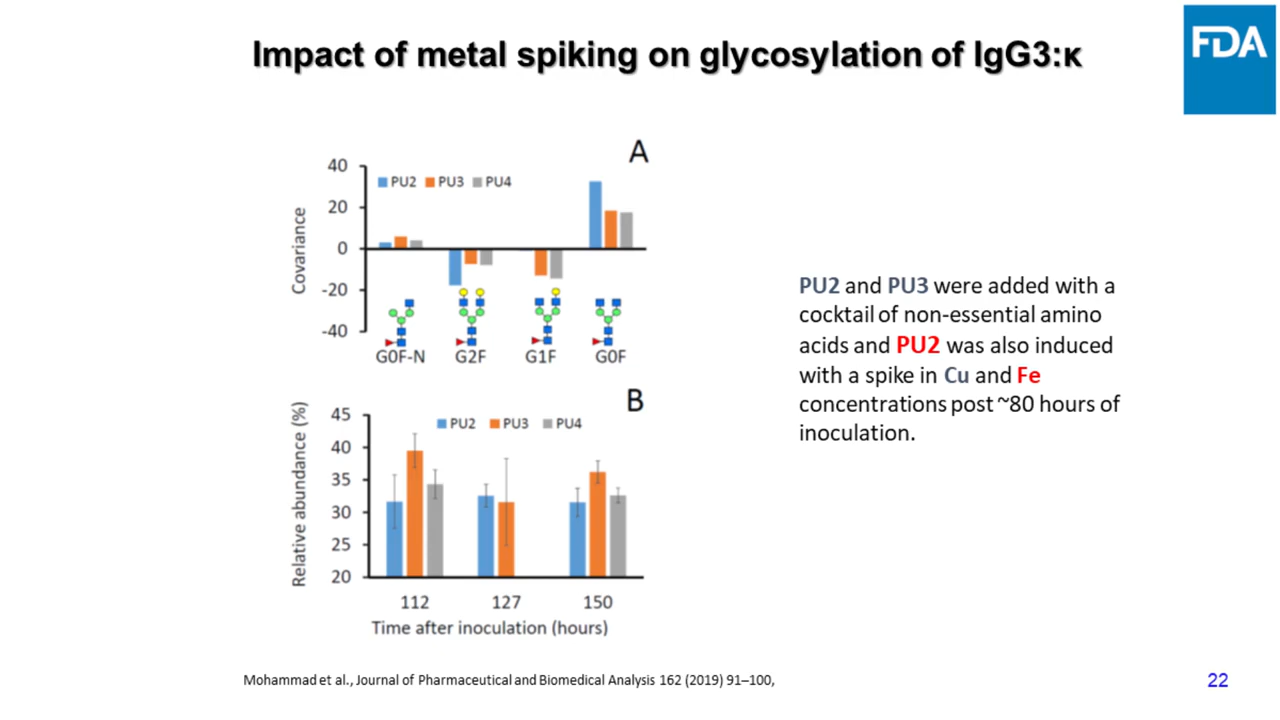 Impact of metal spiking on glycosylation of IgG3:κ
FDA
A
40
20
0
-20
-40
Covariance
PU2 PU3 PU4
G0F-N G2F G1F G0F
B
45
40
35
30
25
20
Relative abundance (%)
PU2 PU3 PU4
112 127 150
Time after inoculation (hours)
PU2 and PU3 were added with a
cocktail of non-essential amino
acids and PU2 was also induced
with a spike in Cu and Fe
concentrations post ~80 hours of
inoculation.
Mohammad et al., Journal of Pharmaceutical and Biomedical Analysis 162 (2019) 91–100,
22